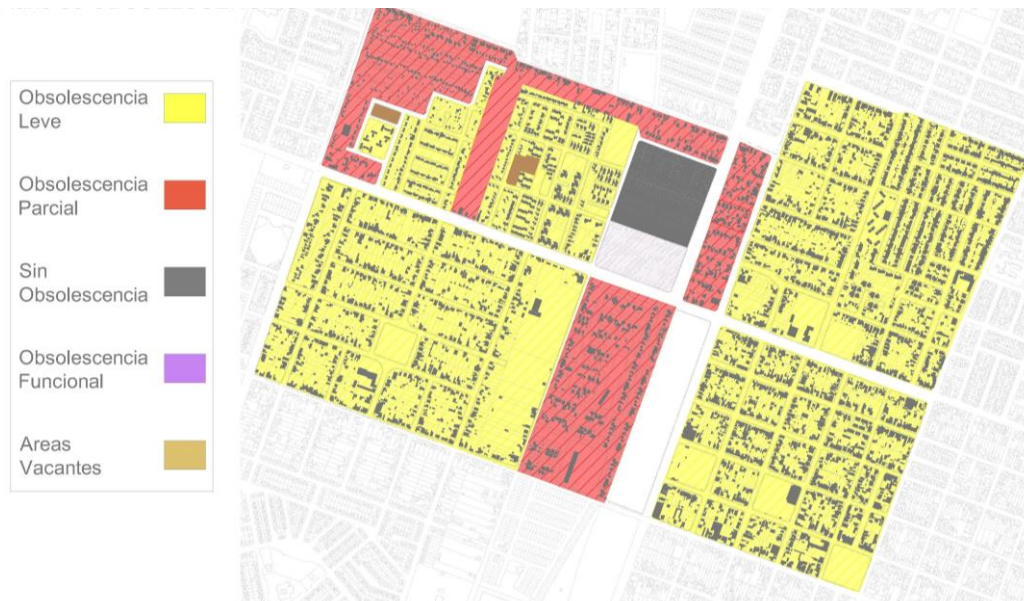 Obsolescencia
Leve
Obsolescencia
Parcial
Sin
Obsolescencia
Obsolescencia
Funcional
Areas
Vacantes